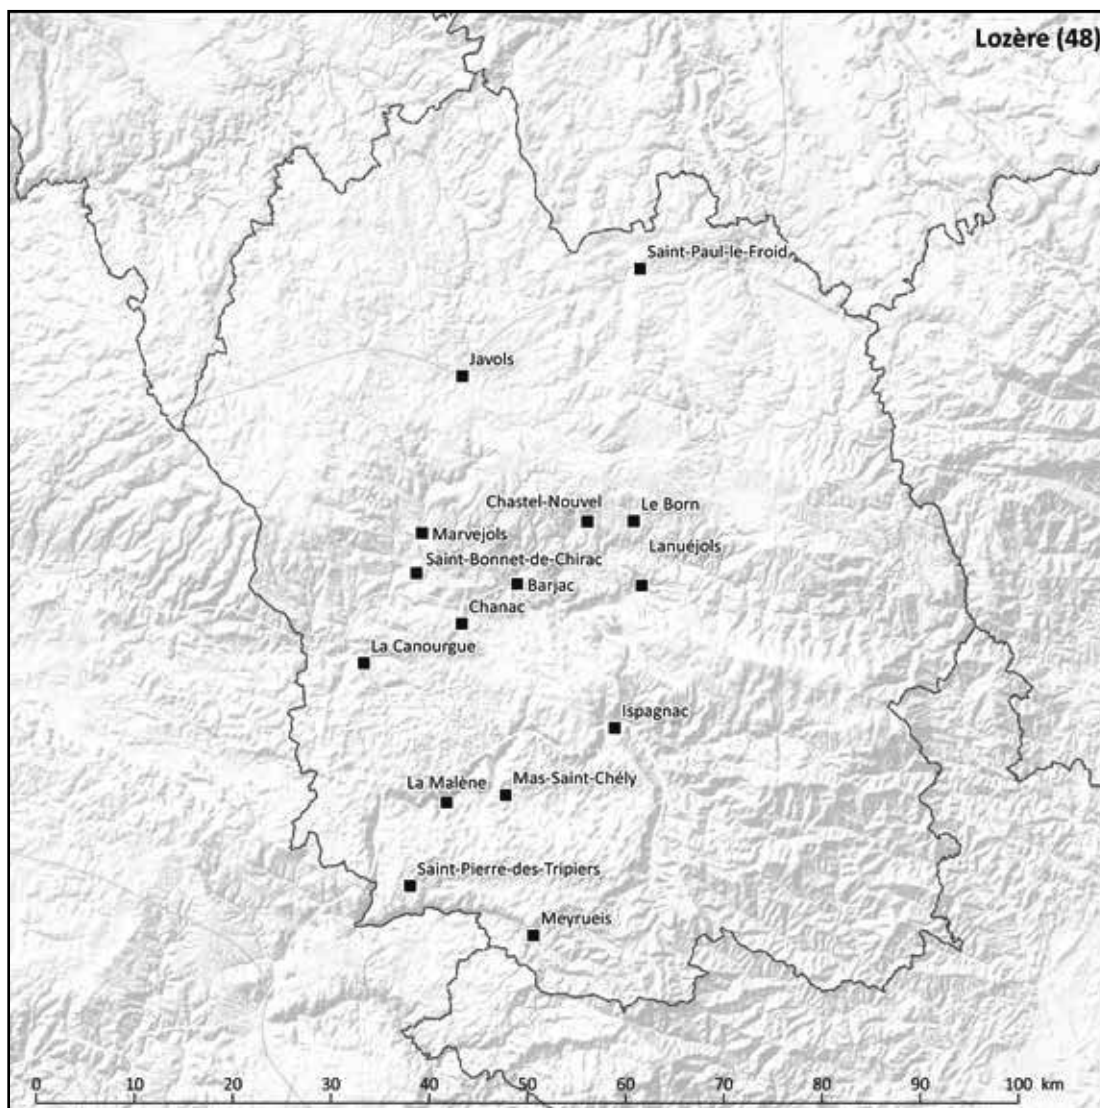 Lozère (48)
Saint-Paul-le-Froid
Javols
Chastel-Nouvel
Le Born
Marvejols
Lanuéjols
Saint-Bonnet-de-Chirac
Barjac
Chanac
La Canourgue
Ispagnac
La Malène
Mas-Saint-Chély
Saint-Pierre-des-Tripiers
Meyrueis
0 10 20 30 40 50 60 70 80 90 100 km